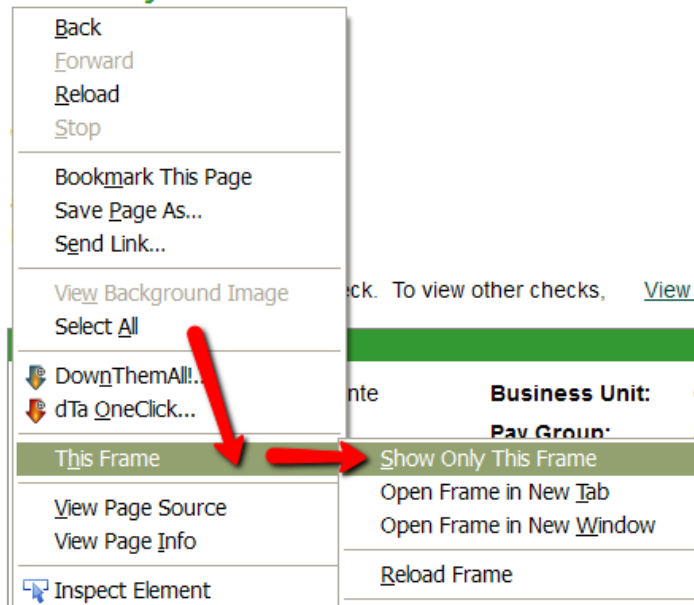 Back
Forward
Reload
Stop
Bookmark This Page
Save Page As...
Send Link...
View Background Image
Select All
DownThemAll!..
dTa OneClick...
This Frame
View Page Source
View Page Info
Inspect Element
Show Only This Frame
Open Frame in New Tab
Open Frame in New Window
Reload Frame
ck. To view other checks, View
nte Business Unit:
Pay Group: